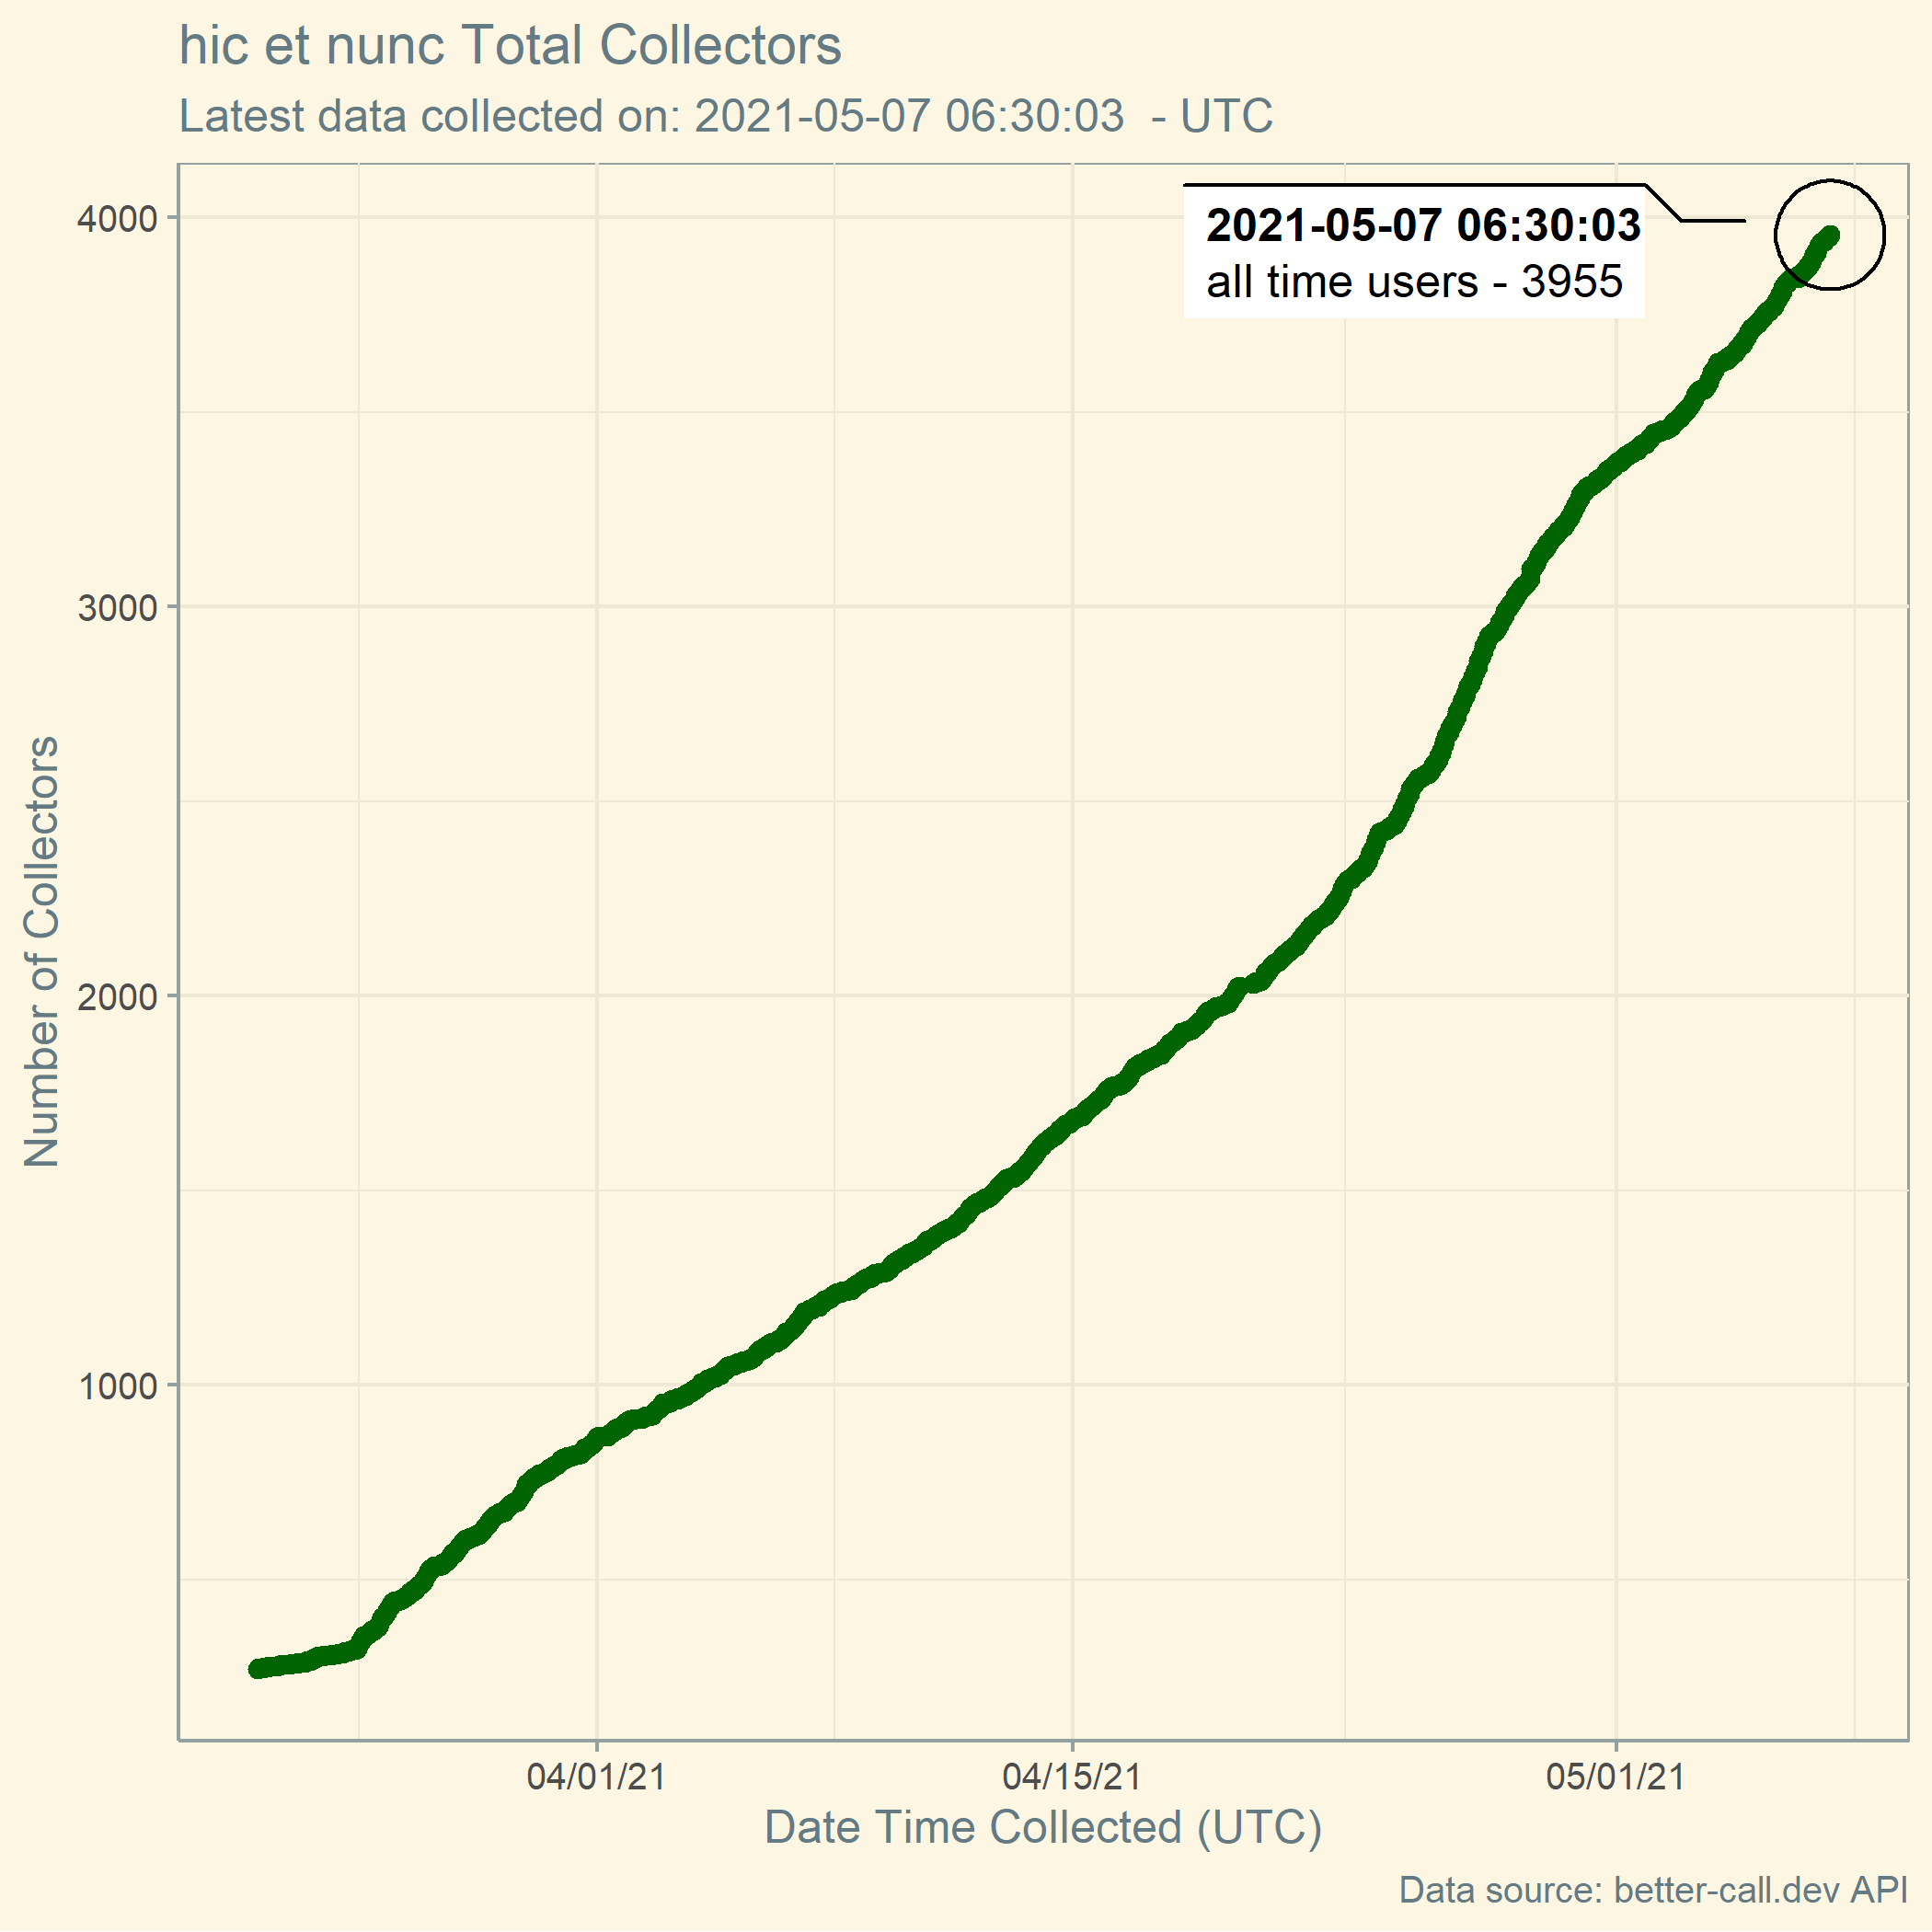 hic et nunc Total Collectors
Latest data collected on: 2021-05-07 06:30:03  - UTC
2021-05-07 06:30:03
all time users - 3955
Number of Collectors
4000
3000
2000
1000
04/01/21 04/15/21 05/01/21
Date Time Collected (UTC)
Data source: better-call.dev API